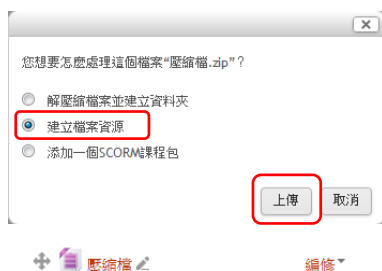 您想要怎麼處理這個檔案“壓縮檔.zip”？
解壓縮檔案並建立資料夾
建立檔案資源
添加一個SCORM課程包
上傳 取消
壓縮檔 編修